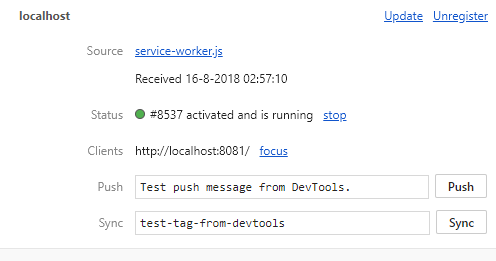 localhost Update Unregister
Source service-worker.js
Received 16-8-2018 02:57:10
Status #8537 activated and is running stop
Clients http://localhost:8081/ focus
Push Test push message from DevTools. Push
Sync test-tag-from-devtools Sync